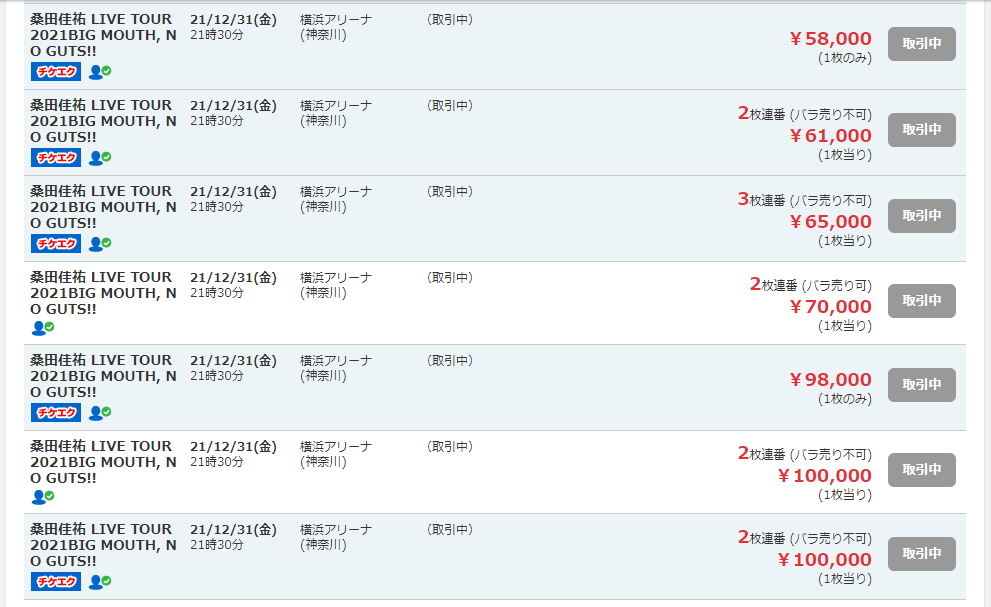 桑田佳祐 LIVE TOUR
2021BIG MOUTH, N
O GUTS!!
チケエク
21/12/31(金)
21時30分
横浜アリーナ
(神奈川)
(取引中)
¥58,000
(1枚のみ)
取引中
桑田佳祐 LIVE TOUR
2021BIG MOUTH, N
O GUTS!!
チケエク
21/12/31(金)
21時30分
横浜アリーナ
(神奈川)
(取引中)
2枚連番 (バラ売り不可)
¥61,000
(1枚当り)
取引中
桑田佳祐 LIVE TOUR
2021BIG MOUTH, N
O GUTS!!
チケエク
21/12/31(金)
21時30分
横浜アリーナ
(神奈川)
(取引中)
3枚連番 (バラ売り不可)
¥65,000
(1枚当り)
取引中
桑田佳祐 LIVE TOUR
2021BIG MOUTH, N
O GUTS!!
21/12/31(金)
21時30分
横浜アリーナ
(神奈川)
(取引中)
2枚連番 (バラ売り不可)
¥70,000
(1枚当り)
取引中
桑田佳祐 LIVE TOUR
2021BIG MOUTH, N
O GUTS!!
チケエク
21/12/31(金)
21時30分
横浜アリーナ
(神奈川)
(取引中)
¥98,000
(1枚のみ)
取引中
桑田佳祐 LIVE TOUR
2021BIG MOUTH, N
O GUTS!!
21/12/31(金)
21時30分
横浜アリーナ
(神奈川)
(取引中)
2枚連番 (バラ売り不可)
¥100,000
(1枚当り)
取引中
桑田佳祐 LIVE TOUR
2021BIG MOUTH, N
O GUTS!!
チケエク
21/12/31(金)
21時30分
横浜アリーナ
(神奈川)
(取引中)
2枚連番 (バラ売り不可)
¥100,000
(1枚当り)
取引中